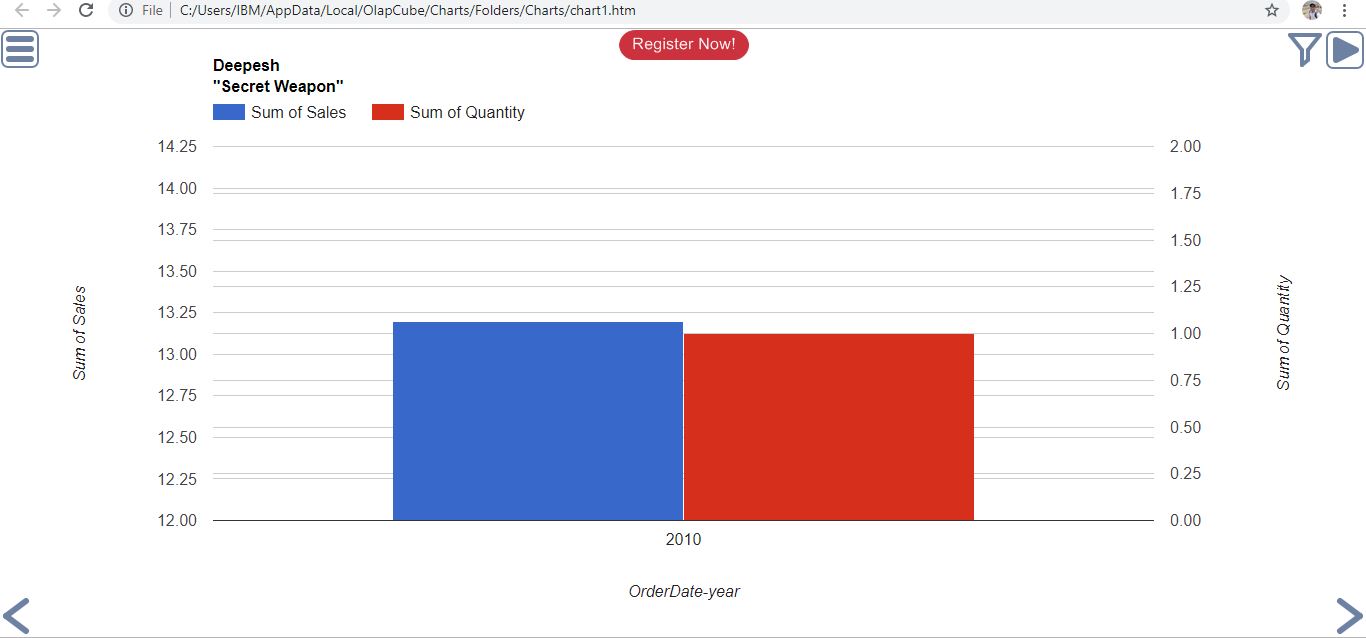 File C:/Users/IBM/AppData/Local/OlapCube/Charts/Folders/Charts/chart1.htm
Register Now!
Deepesh
"Secret Weapon"
Sum of Sales Sum of Quantity
14.25 2.00
14.00 1.75
13.75 1.50
13.50 1.25
13.25 1.00
13.00 0.75
12.75 0.50
12.50 0.25
12.25 0.00
12.00
Sum of Sales
Sum of Quantity
2010
OrderDate-year